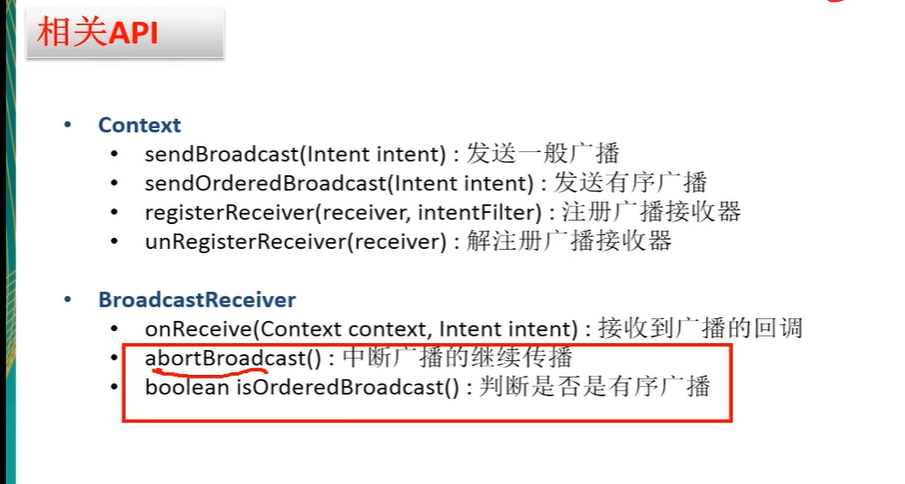 相关API
• Context
• sendBroadcast(Intent intent) : 发送一般广播
• sendOrderedBroadcast(Intent intent) : 发送有序广播
• registerReceiver(receiver, intentFilter) : 注册广播接收器
• unRegisterReceiver(receiver) : 解注册广播接收器
• BroadcastReceiver
• onReceive(Context context, Intent intent) : 接收到广播的回调
• abortBroadcast() : 中断广播的继续传播
• boolean isOrderedBroadcast() : 判断是否是有序广播